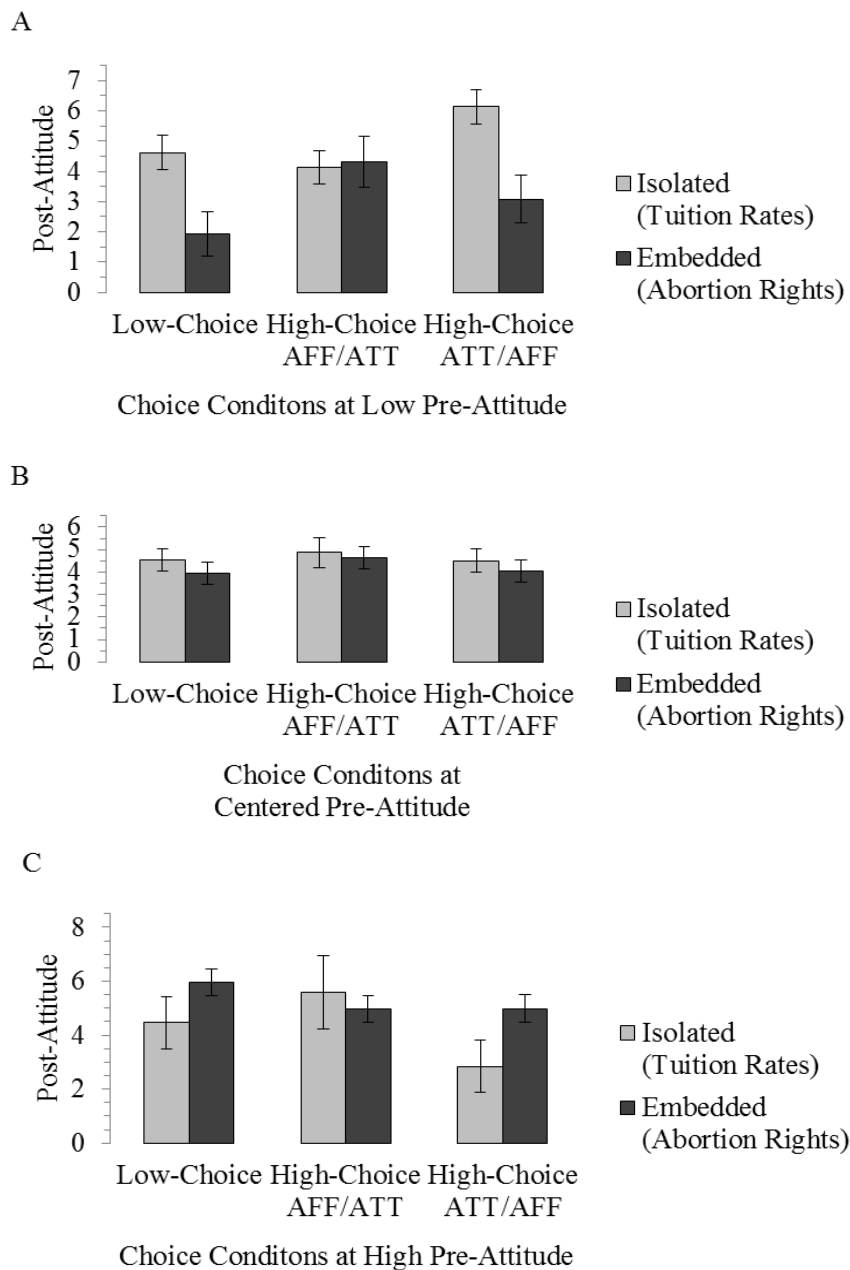 A
7
6
5
4
3
2
1
0
Post-Attitude
Low-Choice
High-Choice
AFF/ATT
High-Choice
ATT/AFF
Isolated
(Tuition Rates)
Embedded
(Abortion Rights)
Choice Conditons at Low Pre-Attitude
B
6
5
4
3
2
1
0
Post-Attitude
Low-Choice
High-Choice
AFF/ATT
High-Choice
ATT/AFF
Isolated
(Tuition Rates)
Embedded
(Abortion Rights)
Choice Conditons at
Centered Pre-Attitude
C
8
6
4
2
0
Post-Attitude
Low-Choice
High-Choice
AFF/ATT
High-Choice
ATT/AFF
Isolated
(Tuition Rates)
Embedded
(Abortion Rights)
Choice Conditons at High Pre-Attitude